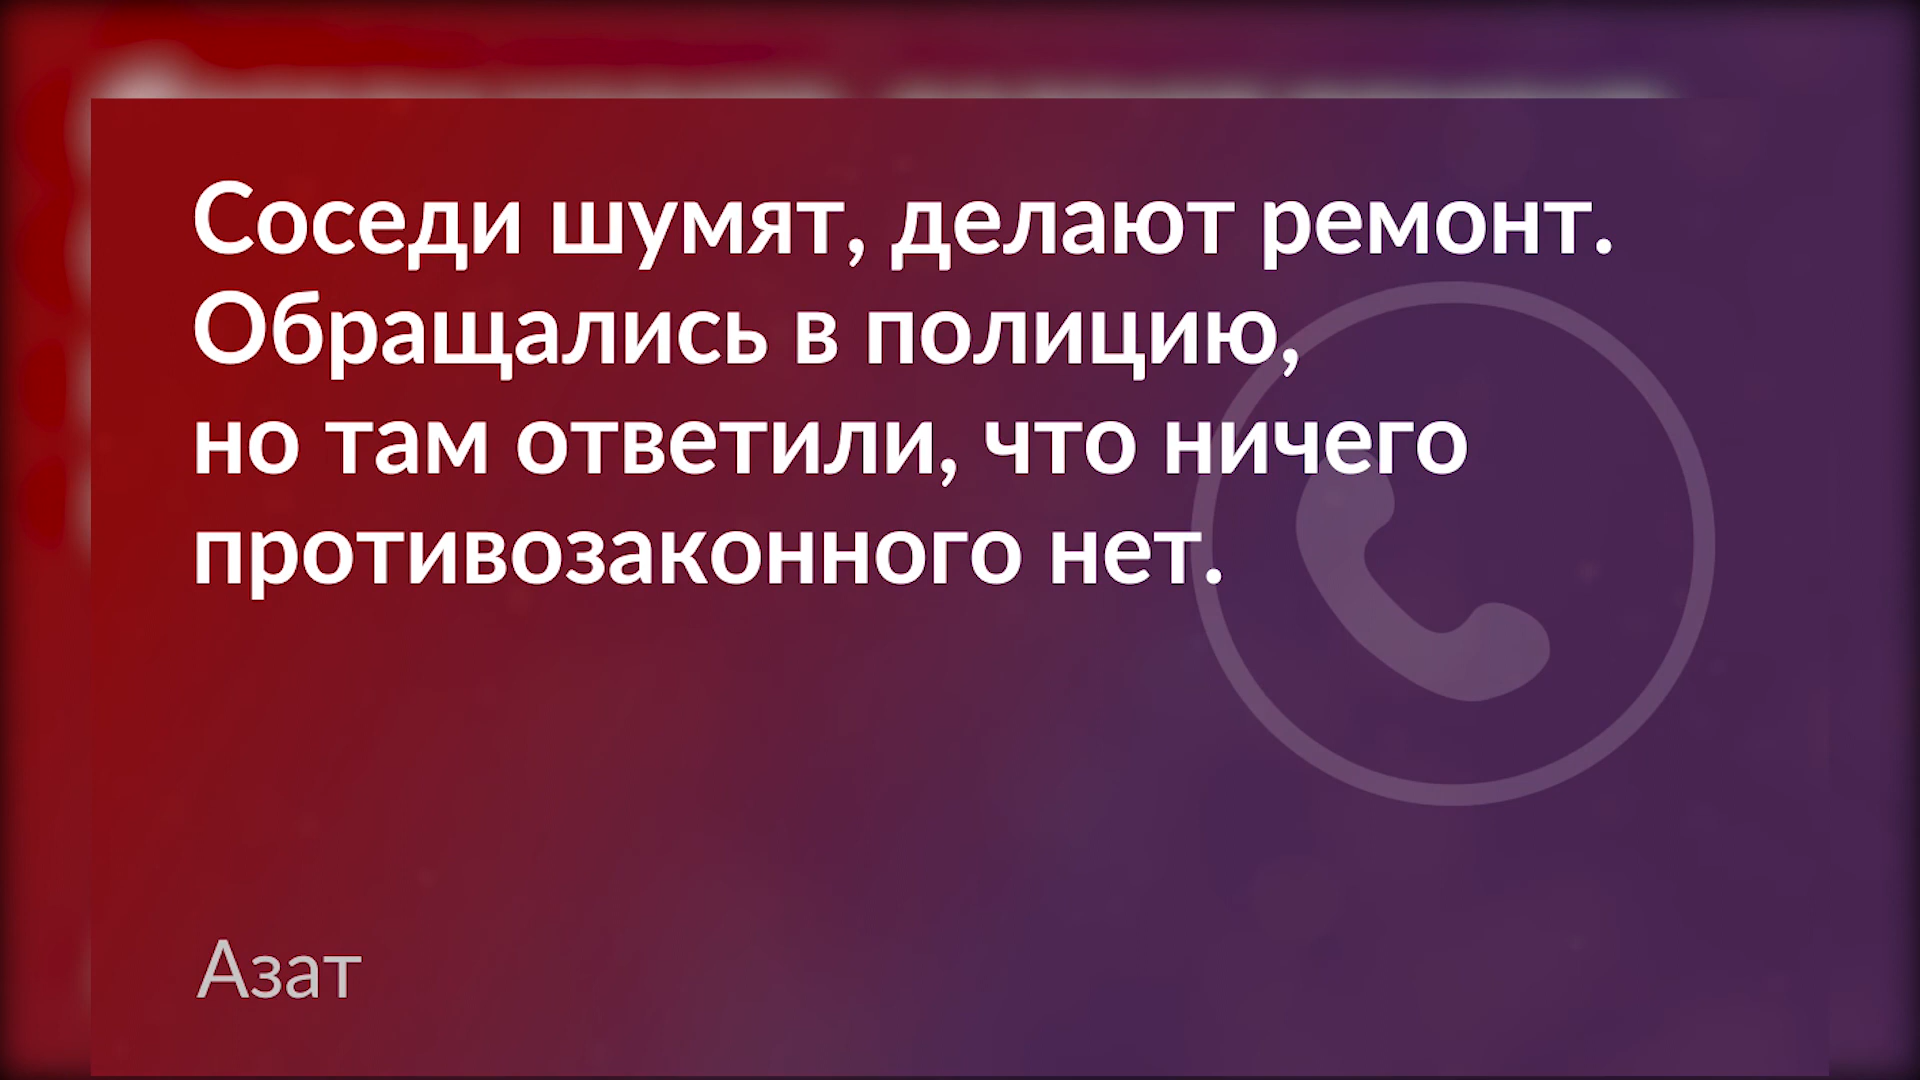 Соседи шумят, делают ремонт.
Обращались в полицию,
но там ответили, что ничего
противозаконного нет.
Азат